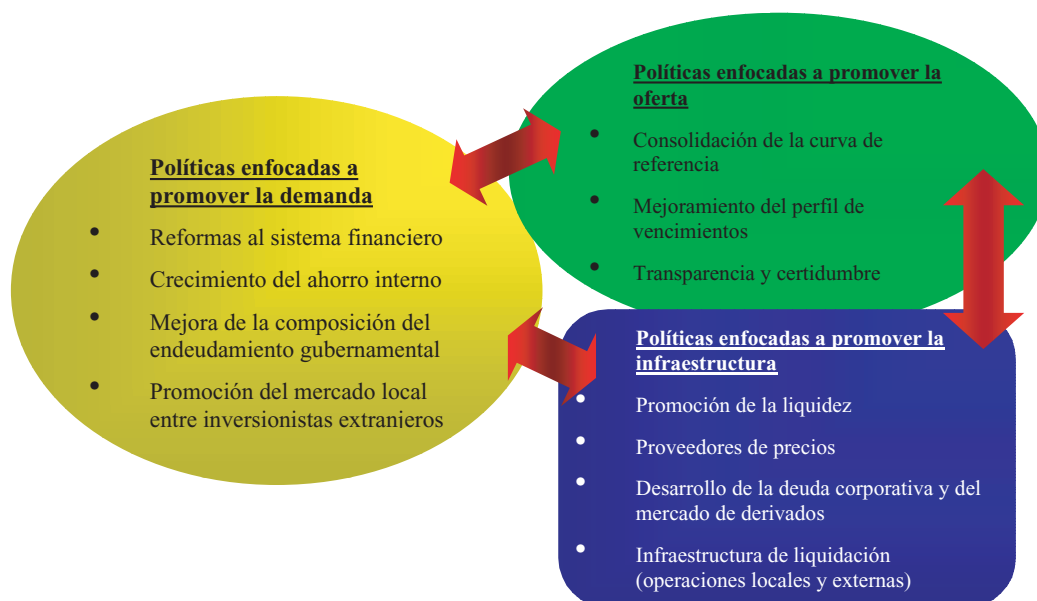 Políticas enfocadas a
promover la demanda
• Reformas al sistema financiero
• Crecimiento del ahorro interno
• Mejora de la composición del
endeudamiento gubernamental
• Promoción del mercado local
entre inversionistas extranjeros
Políticas enfocadas a promover la
oferta
• Consolidación de la curva de
referencia
• Mejoramiento del perfil de
vencimientos
• Transparencia y certidumbre
Políticas enfocadas a promover la
infraestructura
• Promoción de la liquidez
• Proveedores de precios
• Desarrollo de la deuda corporativa y del
mercado de derivados
• Infraestructura de liquidación
(operaciones locales y externas)